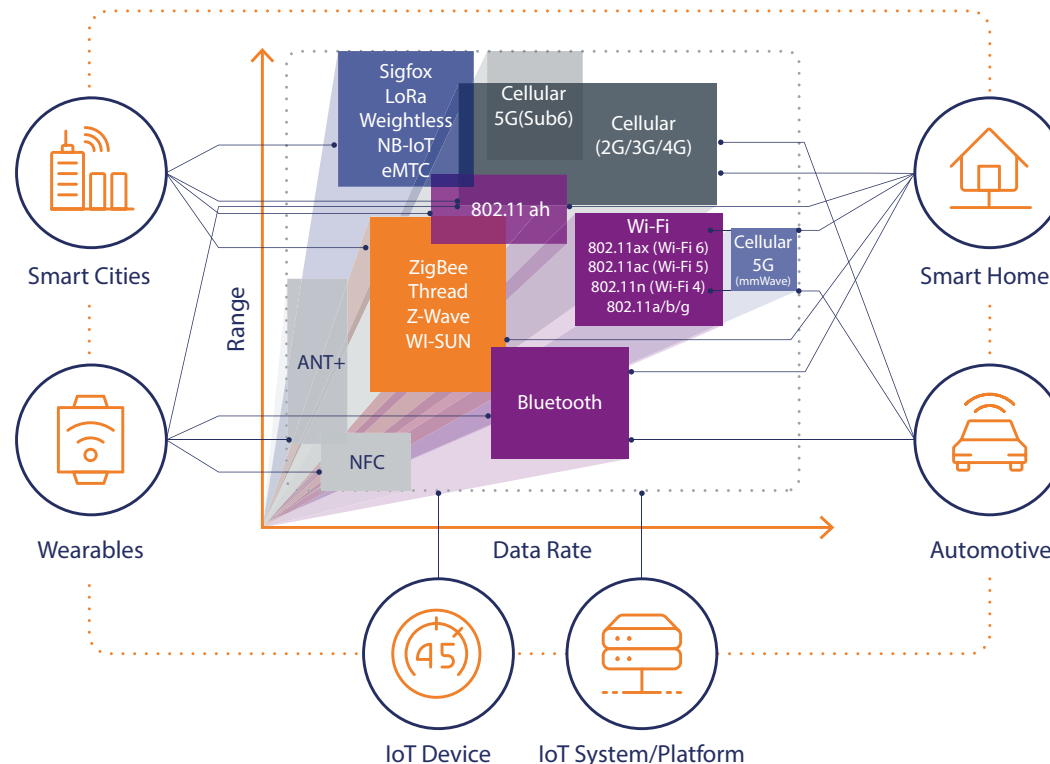 Sigfox
LoRa
Weightless
NB-IoT
eMTC
Cellular
5G(Sub6)
Cellular
(2G/3G/4G)
802.11 ah
Wi-Fi
802.11ax (Wi-Fi 6)
802.11ac (Wi-Fi 5)
802.11n (Wi-Fi 4)
802.11a/b/g
Cellular
5G
(mmWave)
Smart Cities
Smart Home
ZigBee
Thread
Z-Wave
WI-SUN
Range
ANT+
Bluetooth
NFC
Wearables
Data Rate
Automotive
45
IoT Device
IoT System/Platform